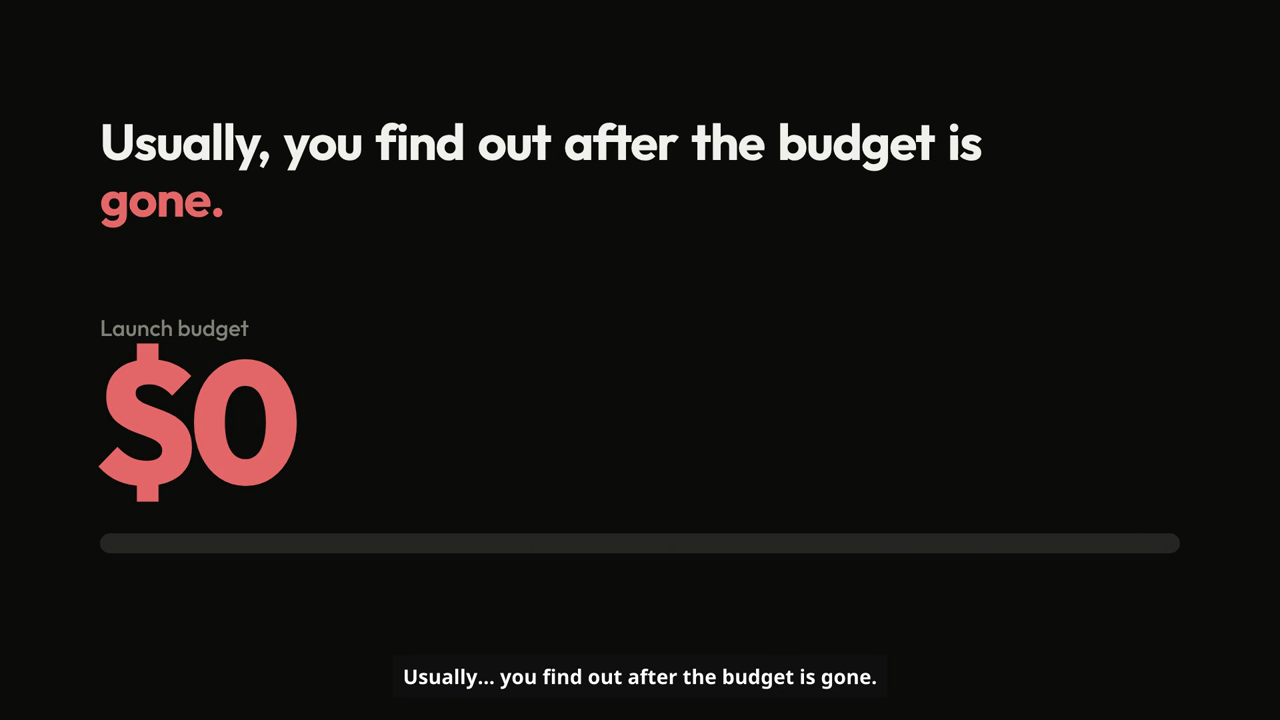 Usually, you find out after the budget is
gone.
Launch budget
$0
Usually... you find out after the budget is gone.